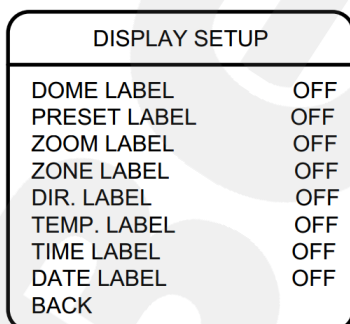 DISPLAY SETUP
DOME LABEL OFF
PRESET LABEL OFF
ZOOM LABEL OFF
ZONE LABEL OFF
DIR. LABEL OFF
TEMP. LABEL OFF
TIME LABEL OFF
DATE LABEL OFF
BACK